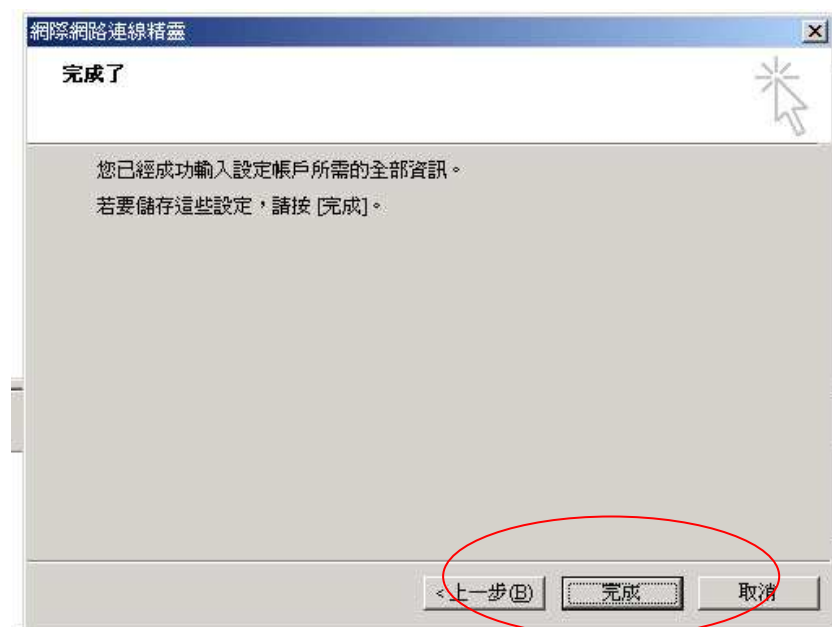 網際網路連線精靈
完成了
您已經成功輸入設定帳戶所需的全部資訊。
若要儲存這些設定，請按 [完成]。
<上一步(B) 完成 取消